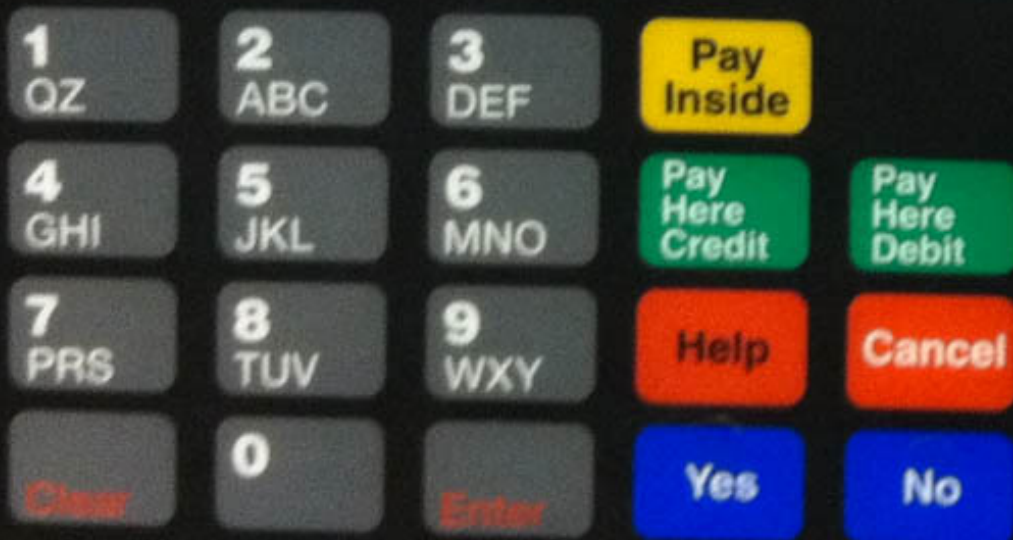 1
QZ
2
ABC
3
DEF
Pay
Inside
4
GHI
5
JKL
6
MNO
Pay
Here
Credit
Pay
Here
Debit
7
PRS
8
TUV
9
WXY
Help
Cancel
Clear
0
Enter
Yes
No